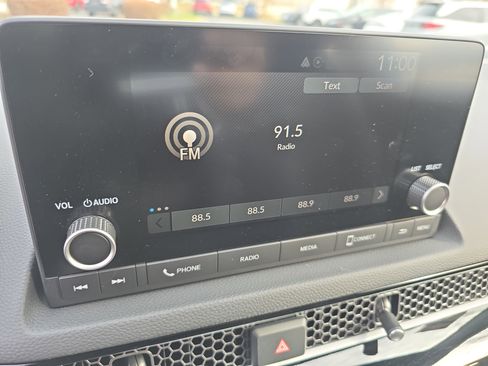 11:00
Text Scan
FM
91.5
Radio
LIST SELECT
VOL AUDIO
88.5 88.5 88.9 88.9
PHONE RADIO MEDIA CONNECT MENU